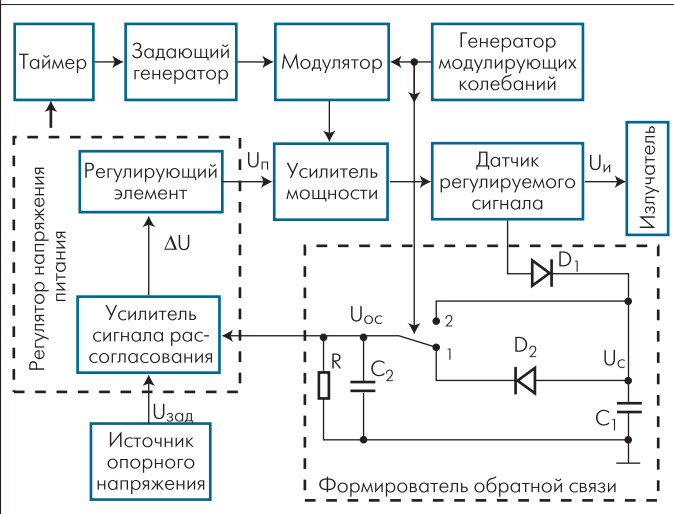 Таймер
Задающий
генератор
Модулятор
Генератор
модулирующих
колебаний
Регулятор напряжения
питания
Регулирующий
элемент
Uп
Усилитель
мощности
Датчик
регулируемого
сигнала
Uи
Излучатель
ΔU
Усилитель
сигнала рас-
согласования
Uзад
Источник
опорного
напряжения
Uос
2
1
D1
D2
Uс
R
C2
C1
Формирователь обратной связи